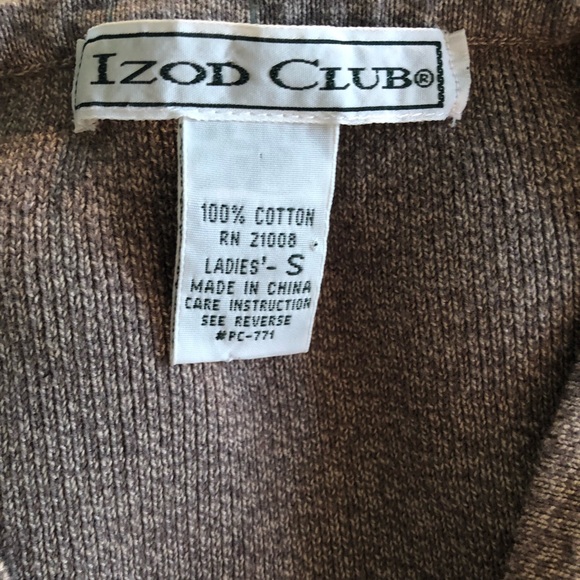 IZOD CLUB®
100% COTTON
RN 21008
LADIES'- S
MADE IN CHINA
CARE INSTRUCTION
SEE REVERSE
#PC-771